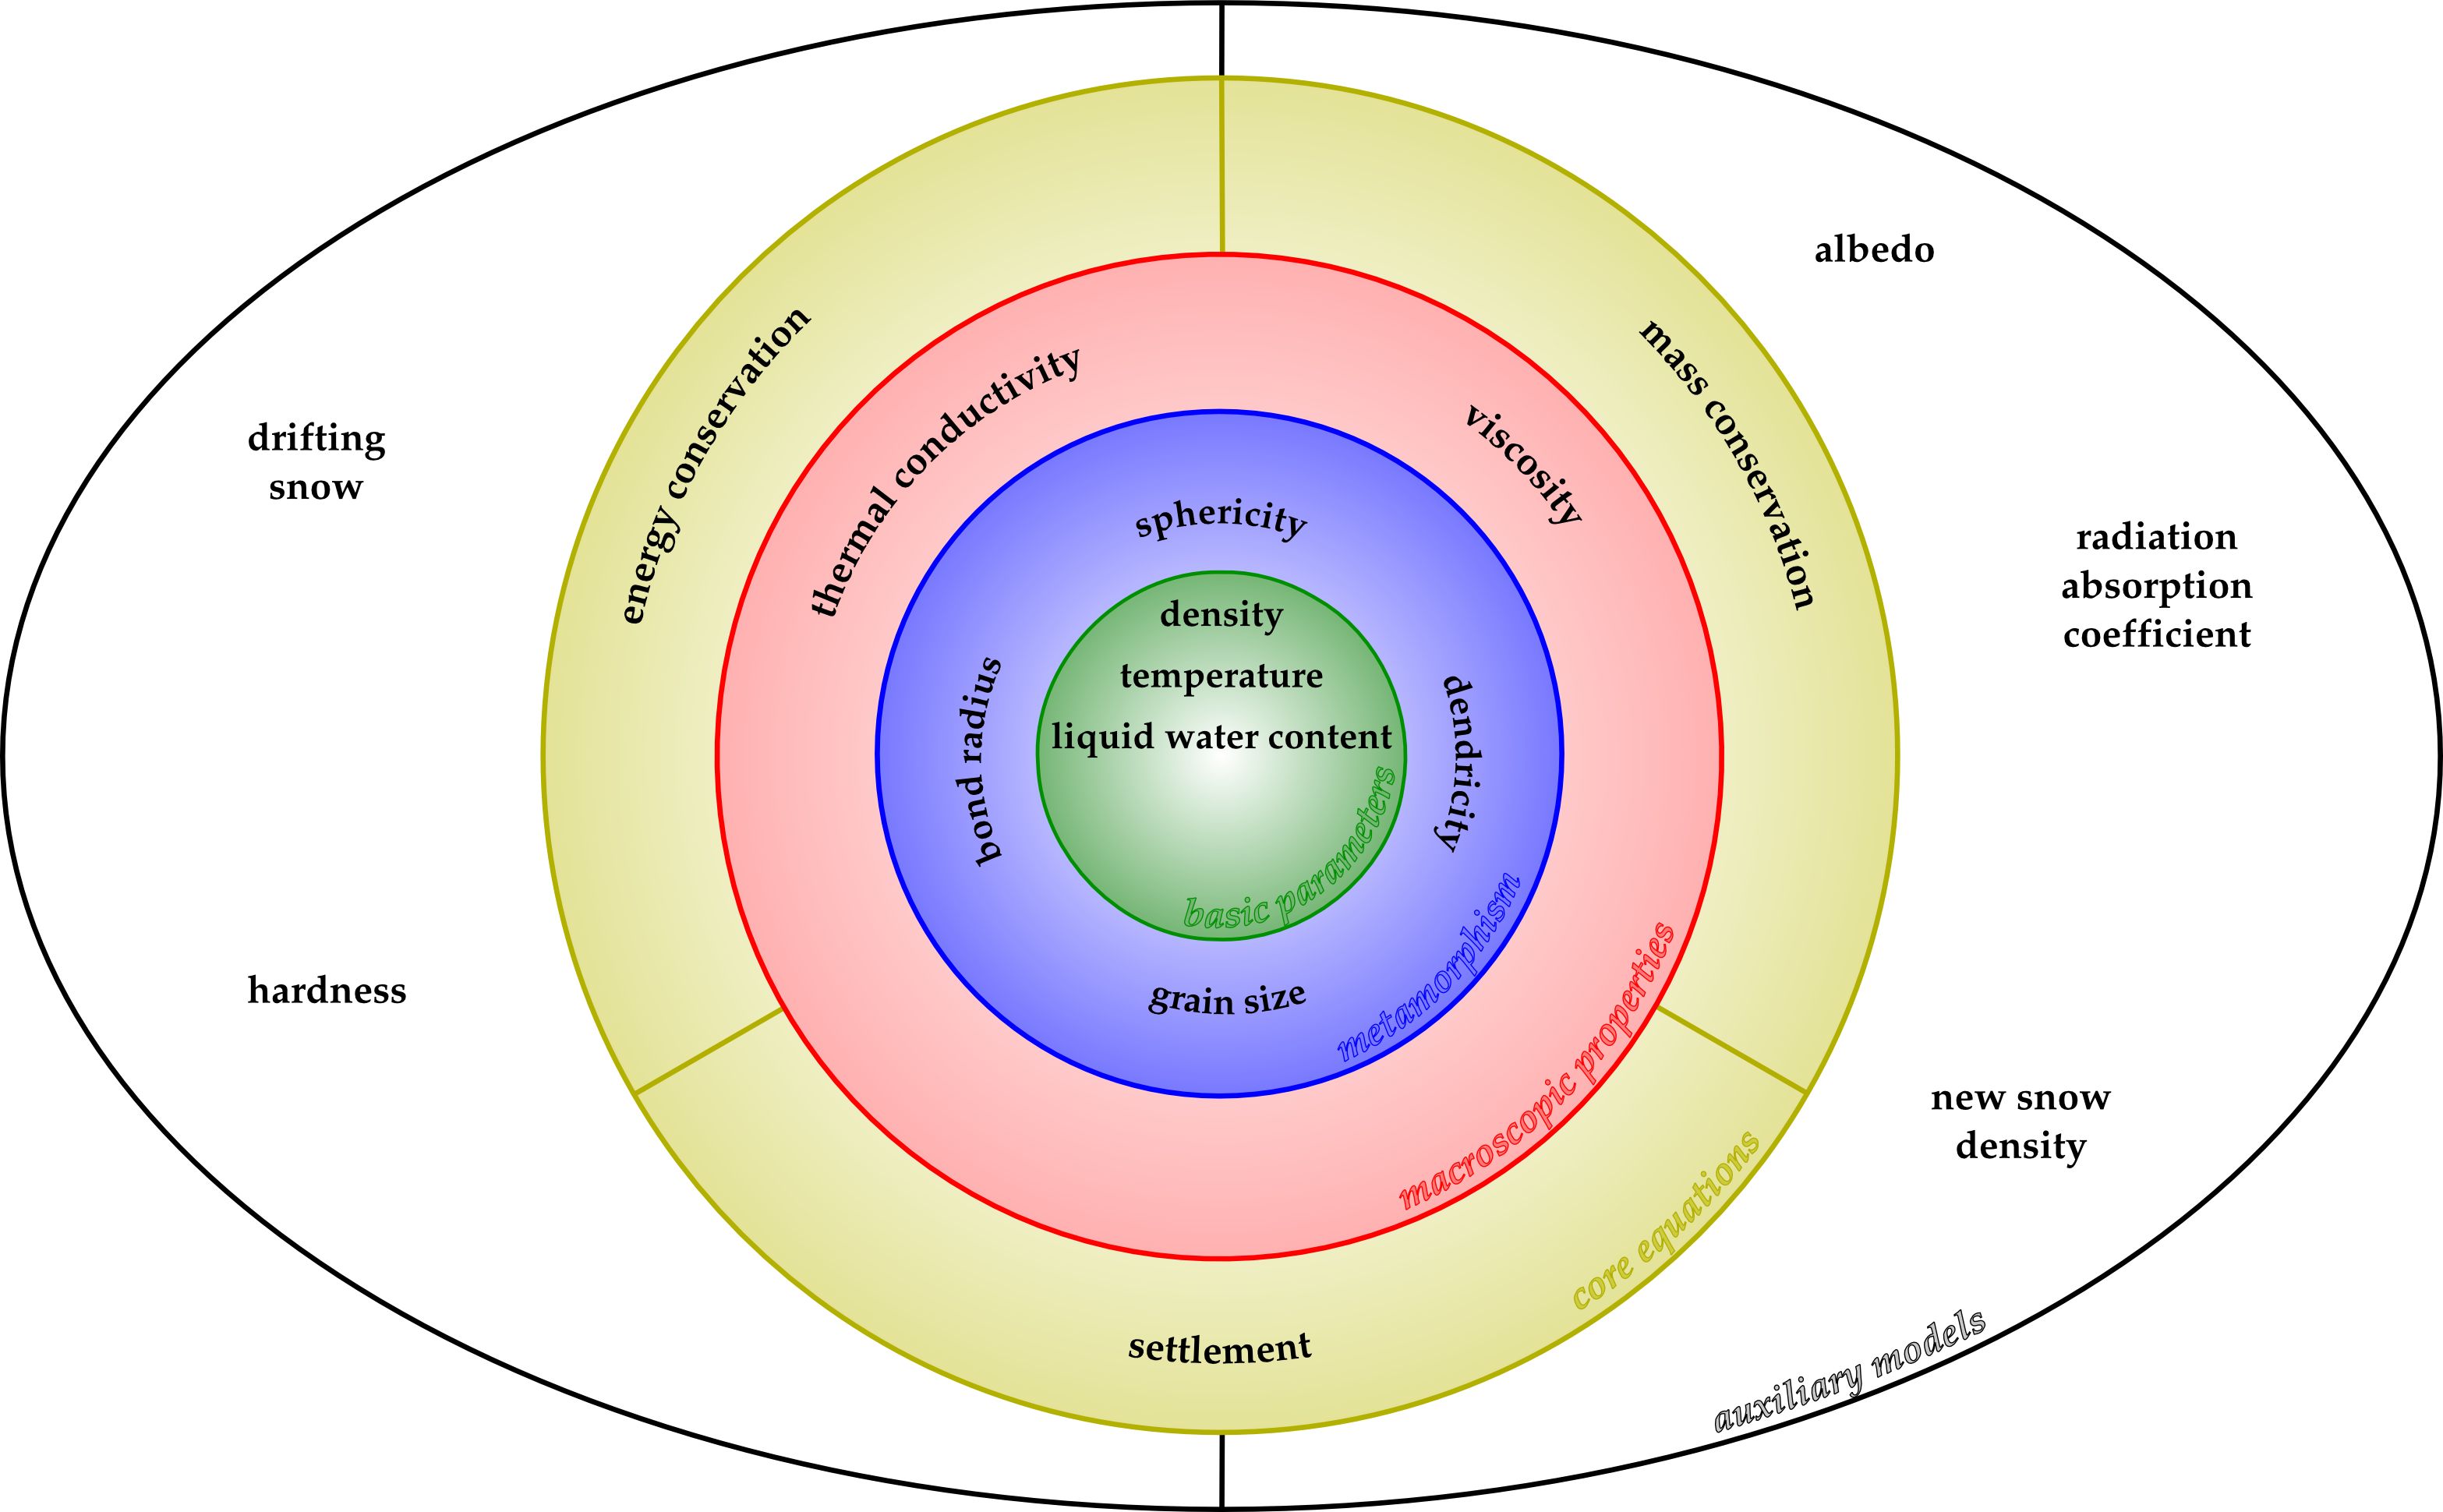 albedo
energy conservation
mass conservation
thermal conductivity
viscosity
drifting
snow
sphericity
radiation
absorption
coefficient
density
temperature
liquid water content
bond radius
dendricity
basic parameters
metamorphism
grain size
hardness
macroscopic properties
new snow
density
core equations
settlement
auxiliary models